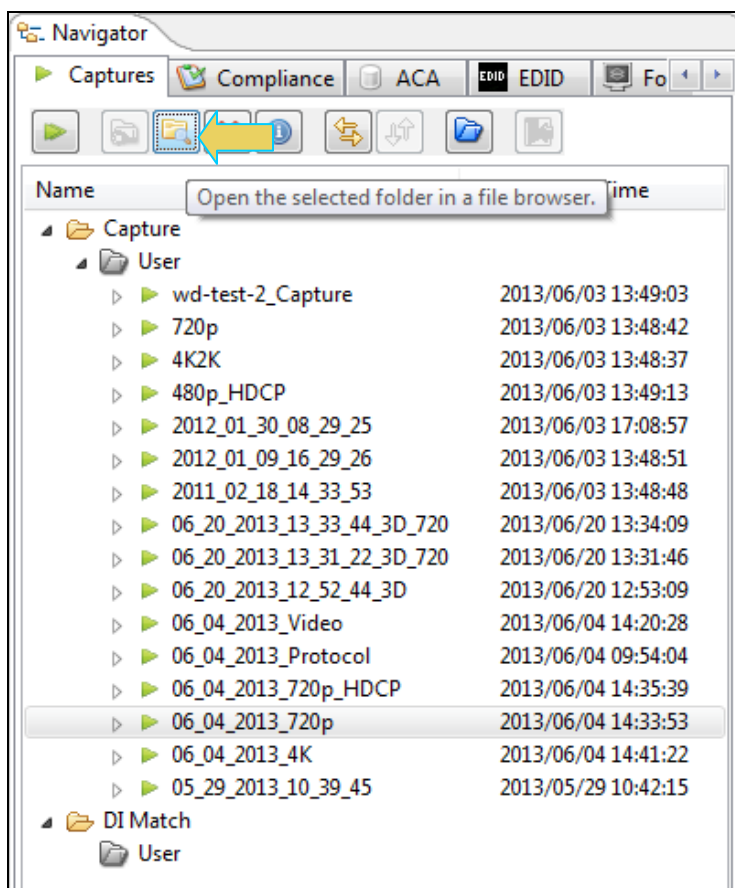 Navigator
Captures Compliance ACA EDID EDID Fo
Name Time
Open the selected folder in a file browser.
Capture
User
wd-test-2_Capture 2013/06/03 13:49:03
720p 2013/06/03 13:48:42
4K2K 2013/06/03 13:48:37
480p_HDCP 2013/06/03 13:49:13
2012_01_30_08_29_25 2013/06/03 17:08:57
2012_01_09_16_29_26 2013/06/03 13:48:51
2011_02_18_14_33_53 2013/06/03 13:48:48
06_20_2013_13_33_44_3D_720 2013/06/20 13:34:09
06_20_2013_13_31_22_3D_720 2013/06/20 13:31:46
06_20_2013_12_52_44_3D 2013/06/20 12:53:09
06_04_2013_Video 2013/06/04 14:20:28
06_04_2013_Protocol 2013/06/04 09:54:04
06_04_2013_720p_HDCP 2013/06/04 14:35:39
06_04_2013_720p 2013/06/04 14:33:53
06_04_2013_4K 2013/06/04 14:41:22
05_29_2013_10_39_45 2013/05/29 10:42:15
DI Match
User